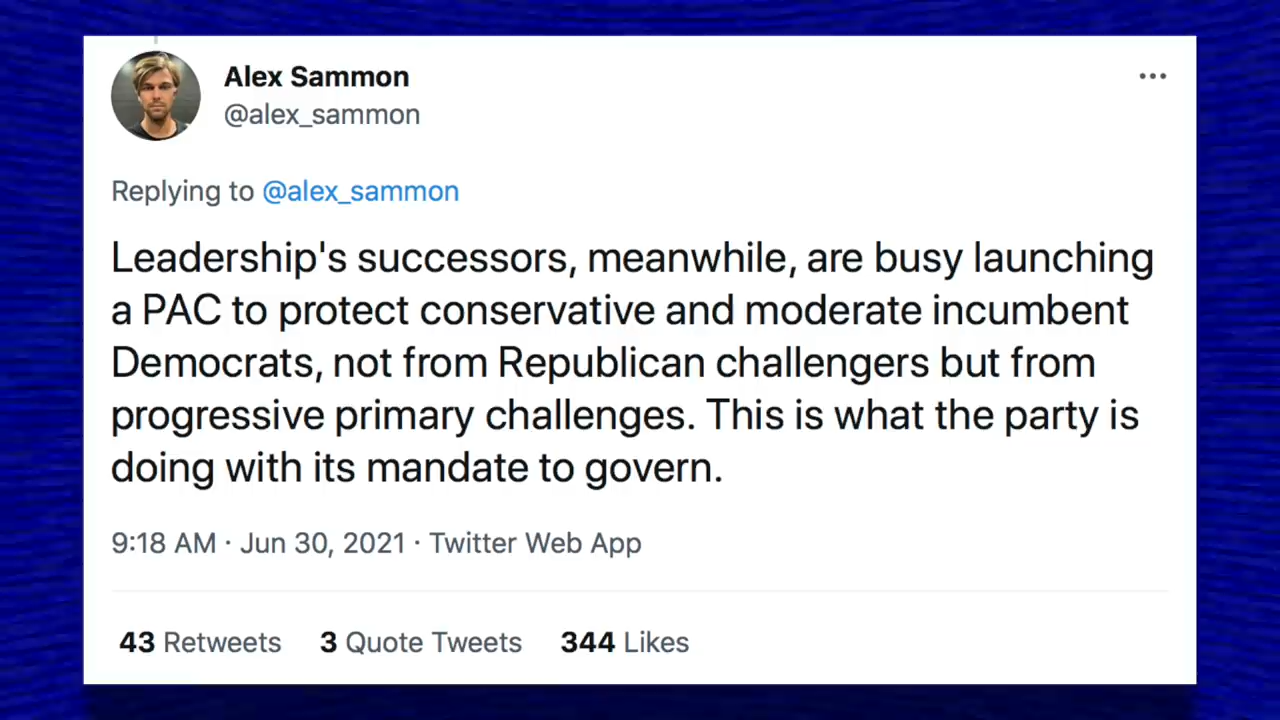 Alex Sammon
@alex_sammon
Replying to @alex_sammon
Leadership's successors, meanwhile, are busy launching
a PAC to protect conservative and moderate incumbent
Democrats, not from Republican challengers but from
progressive primary challenges. This is what the party is
doing with its mandate to govern.
9:18 AM · Jun 30, 2021 · Twitter Web App
43 Retweets 3 Quote Tweets 344 Likes